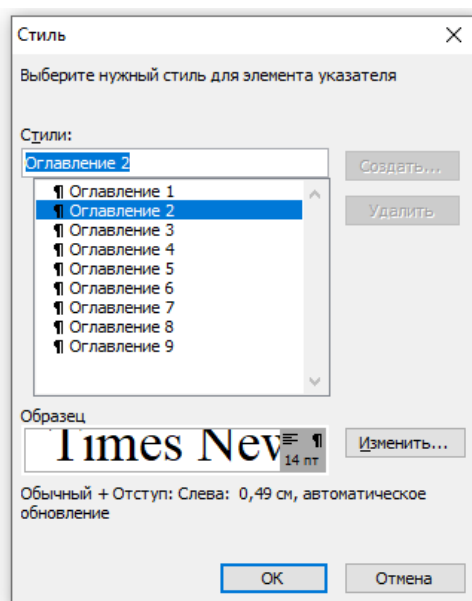 Стиль
Выберите нужный стиль для элемента указателя
Стили:
Оглавление 2
Создать...
¶ Оглавление 1
¶ Оглавление 2
Удалить
¶ Оглавление 3
¶ Оглавление 4
¶ Оглавление 5
¶ Оглавление 6
¶ Оглавление 7
¶ Оглавление 8
¶ Оглавление 9
Образец
Times New
¶
14 пт
Изменить...
Обычный + Отступ: Слева: 0,49 см, автоматическое
обновление
ОК
Отмена